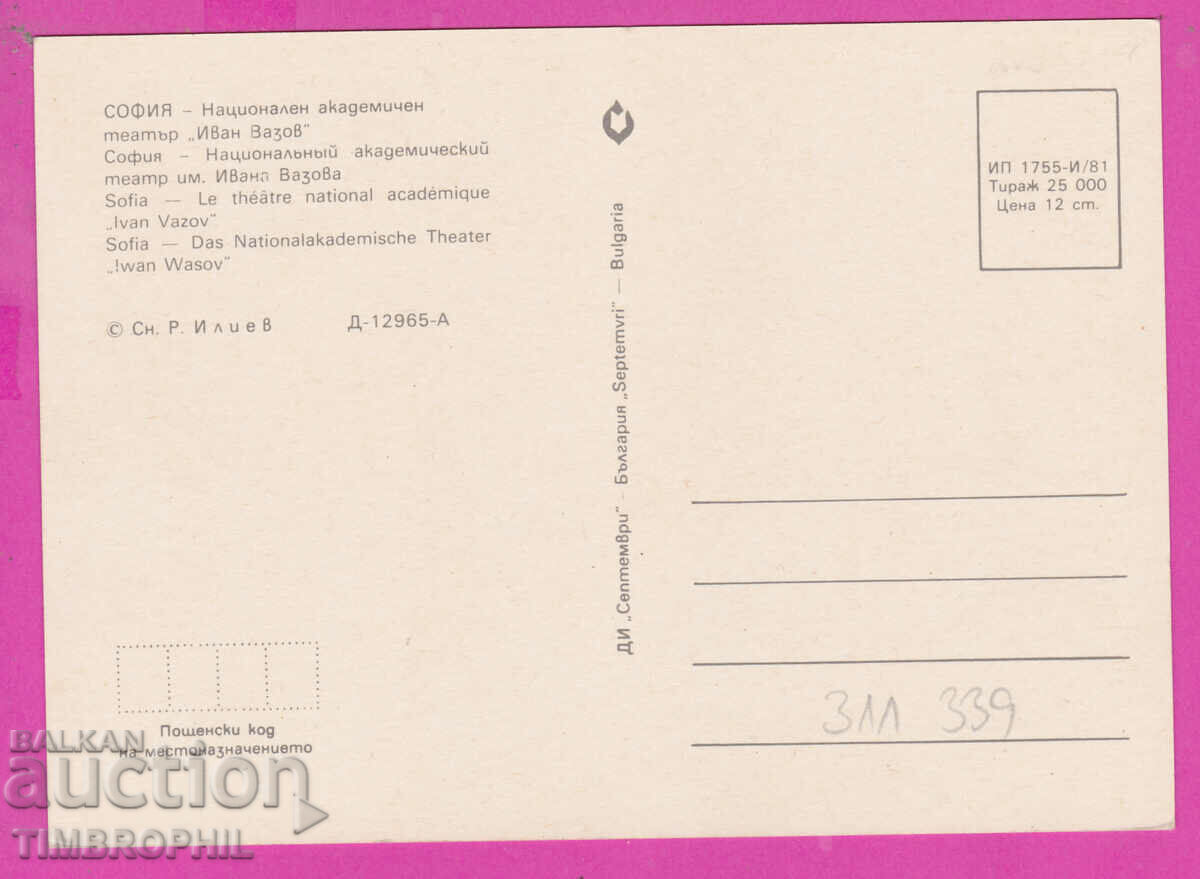 СОФИЯ – Национален академичен
театър „Иван Вазов"
София – Национальный академический
театр им. Ивана Вазова
Sofia — Le théâtre national académique
„Ivan Vazov"
Sofia — Das Nationalakademische Theater
„!wan Wasov"
© Сн. Р. Илиев Д-12965-А
Пощенски код
на местоназначението
ДИ „Септември" - България „Septemvri" — Bulgaria
ИП 1755-И/81
Тираж 25 000
Цена 12 ст.
311 339
BALKAN
auction
TIMBROPHIL